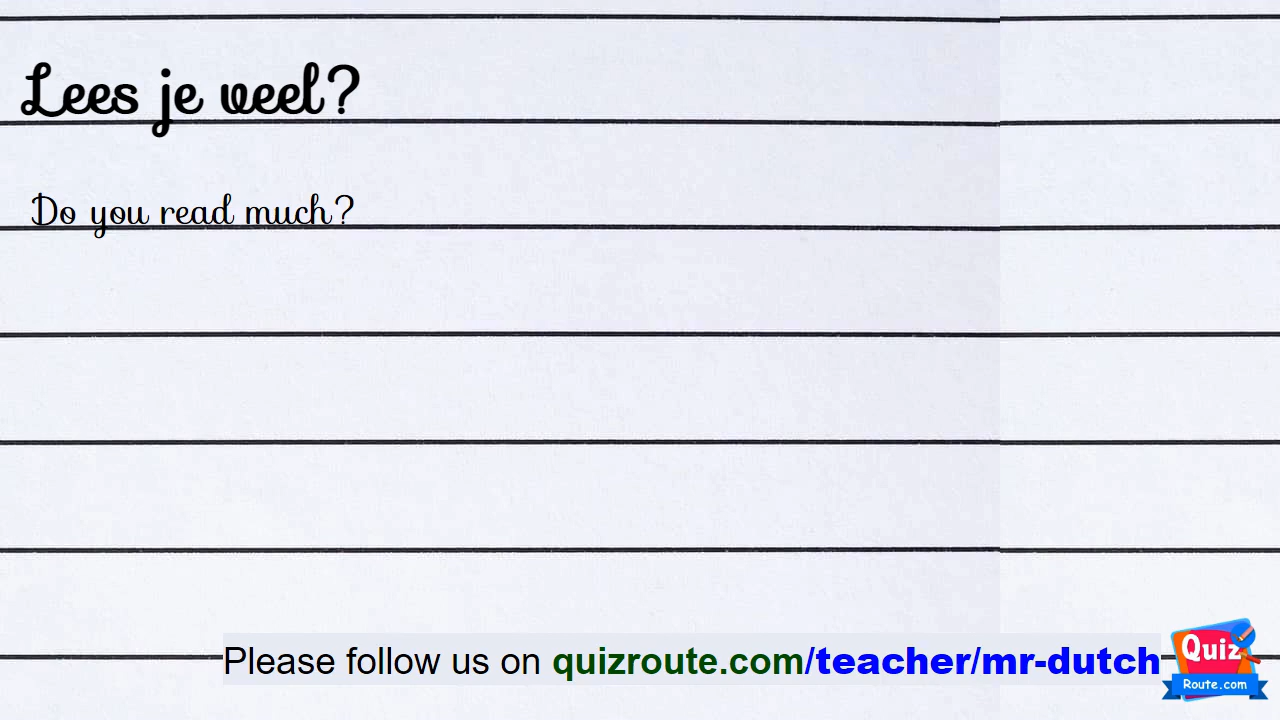 Lees je veel?
Do you read much?
Please follow us on quizroute.com/teacher/mr-dutch
Quiz
Route.com